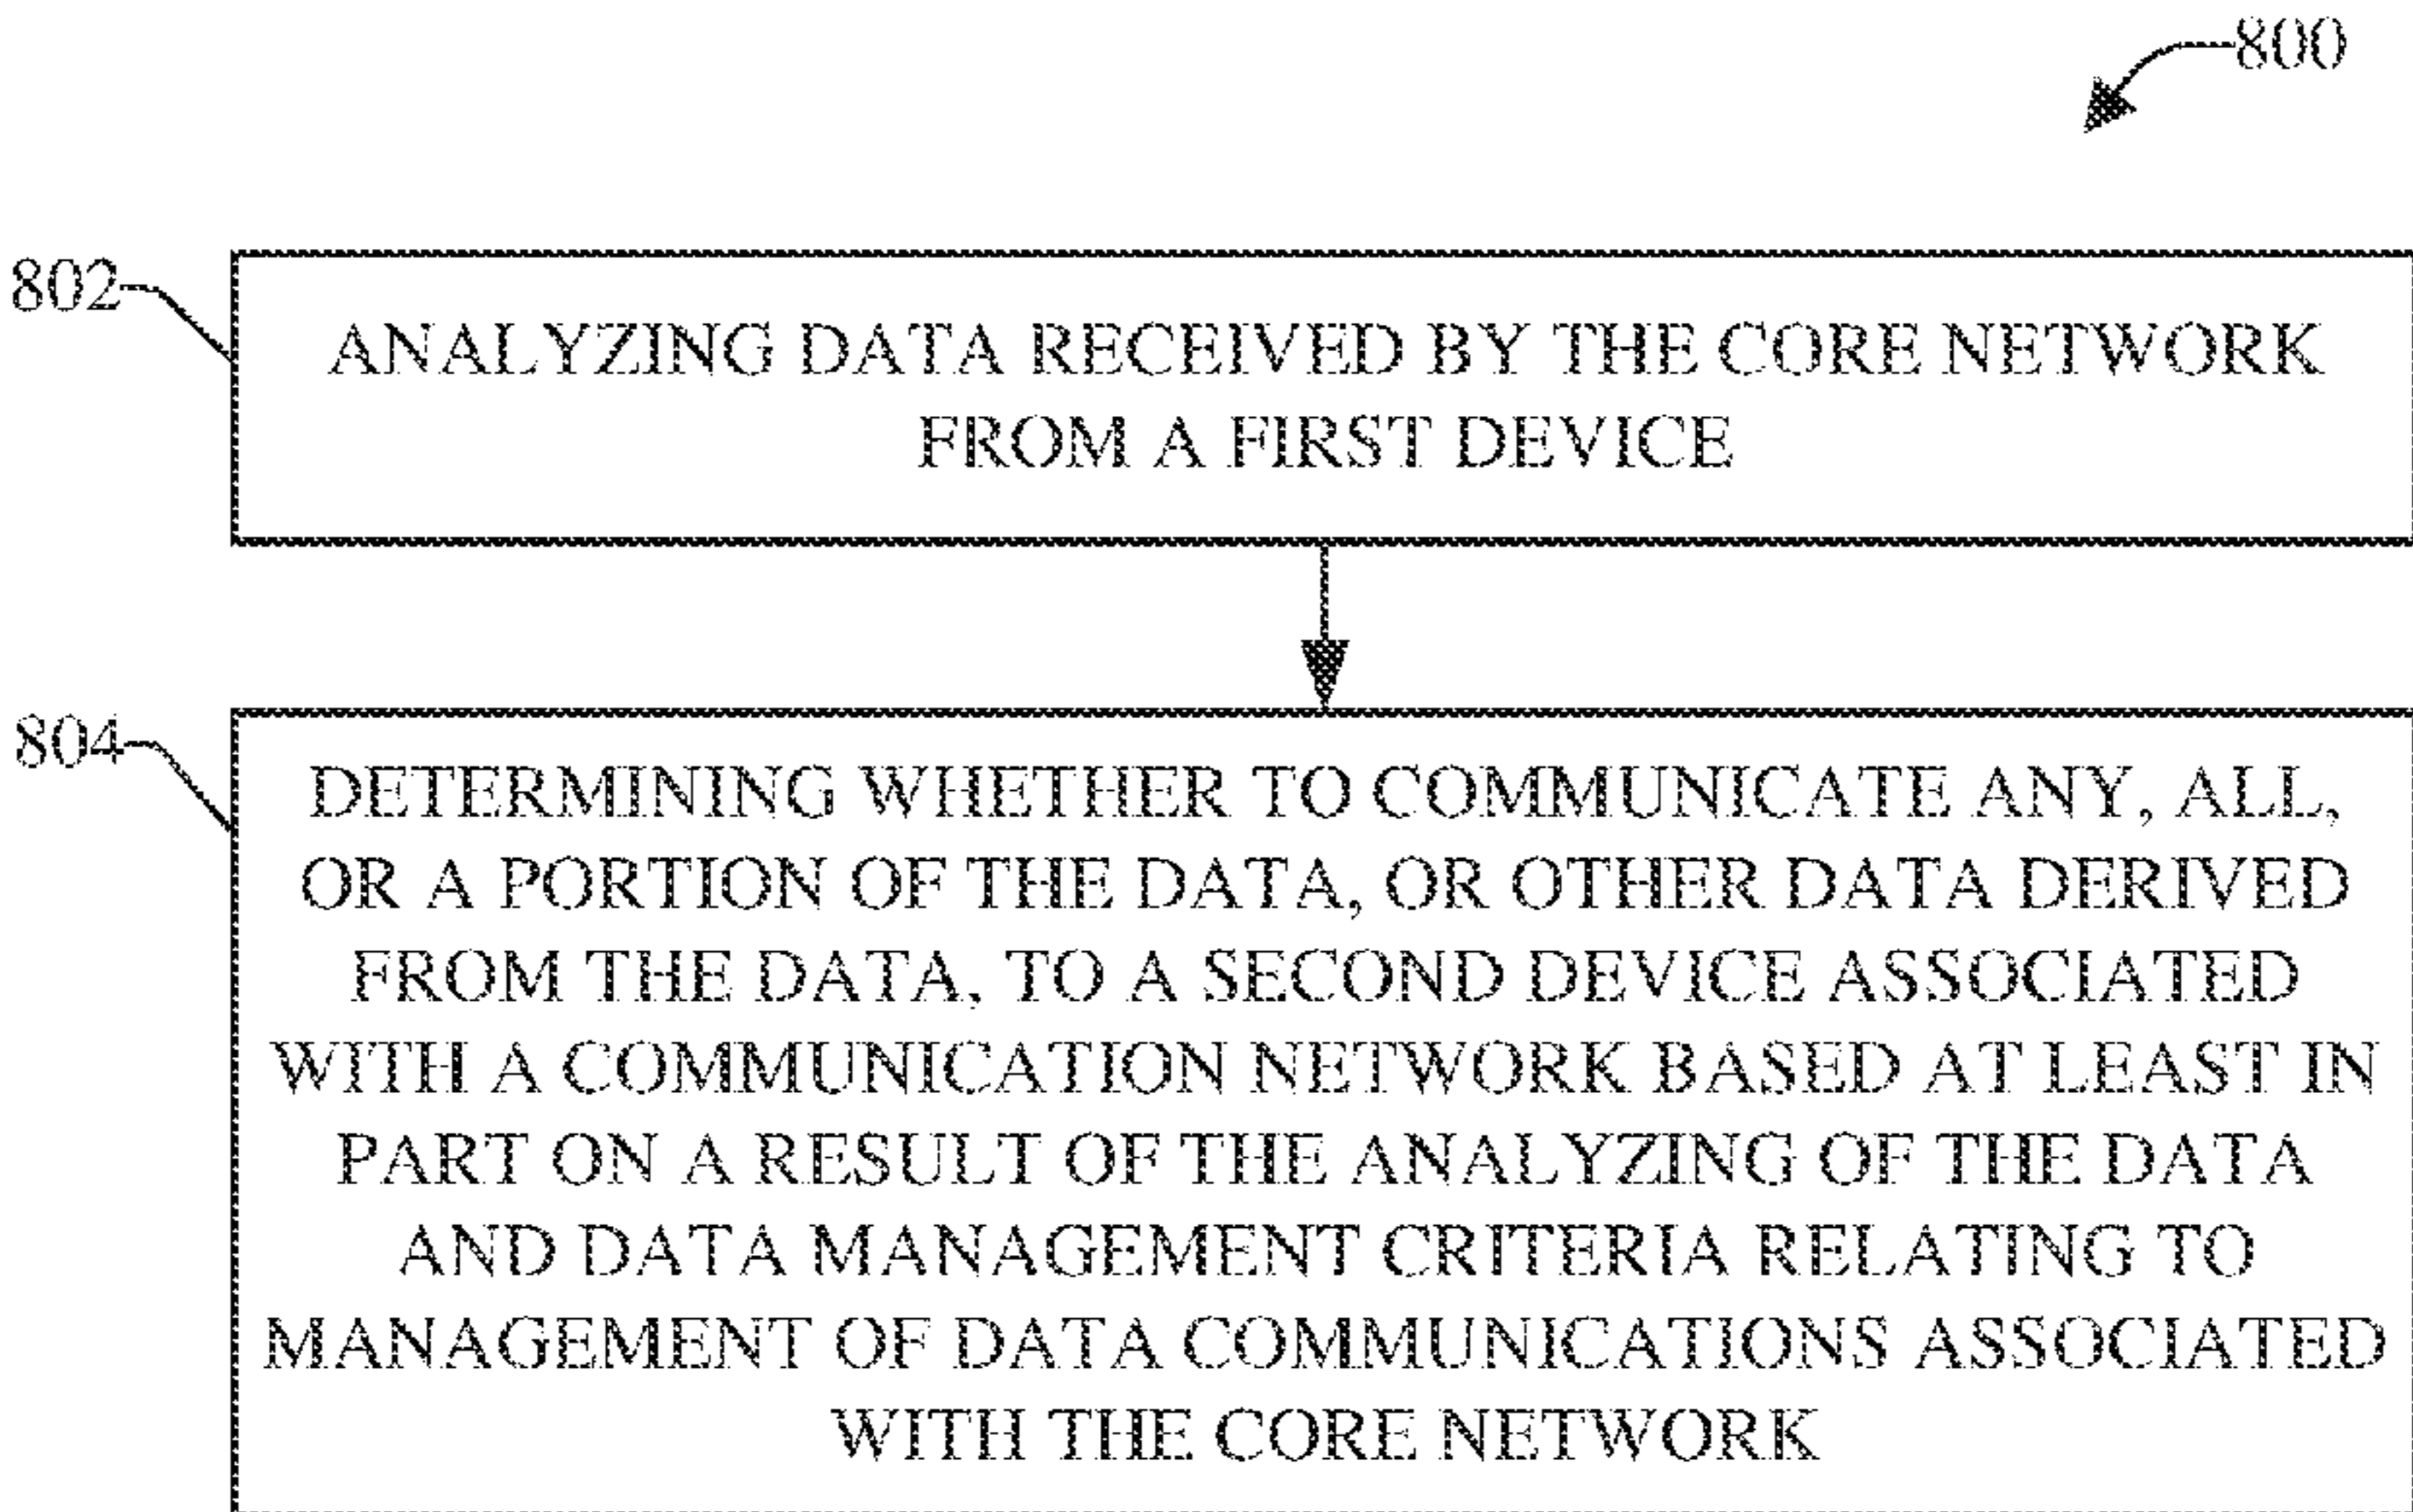 800
802
ANALYZING DATA RECEIVED BY THE CORE NETWORK
FROM A FIRST DEVICE
804
DETERMINING WHETHER TO COMMUNICATE ANY, ALL,
OR A PORTION OF THE DATA, OR OTHER DATA DERIVED
FROM THE DATA, TO A SECOND DEVICE ASSOCIATED
WITH A COMMUNICATION NETWORK BASED AT LEAST IN
PART ON A RESULT OF THE ANALYZING OF THE DATA
AND DATA MANAGEMENT CRITERIA RELATING TO
MANAGEMENT OF DATA COMMUNICATIONS ASSOCIATED
WITH THE CORE NETWORK